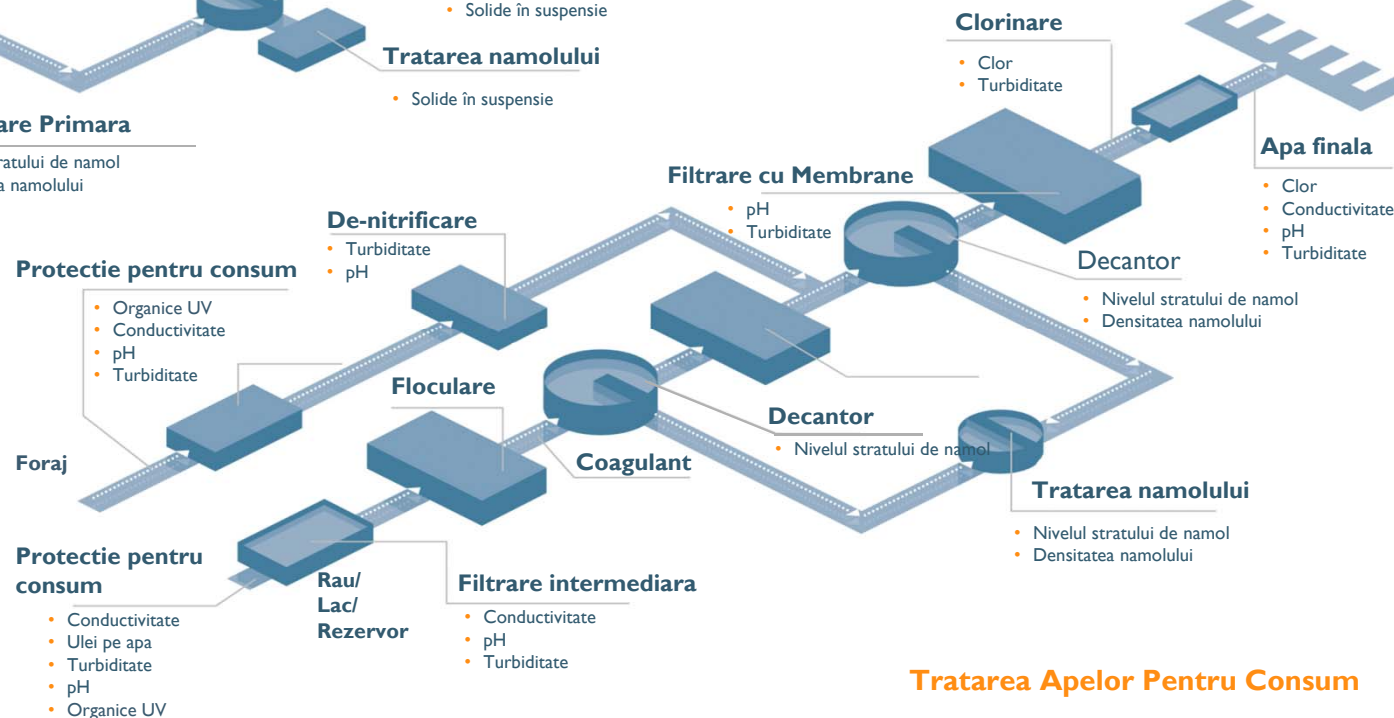 • Solide în suspensie
Tratarea namolului
• Solide în suspensie
are Primara
ratului de namol
a namolului
Clorinare
• Clor
• Turbiditate
Apa finala
• Clor
• Conductivitate
• pH
• Turbiditate
Filtrare cu Membrane
• pH
• Turbiditate
De-nitrificare
• Turbiditate
• pH
Protectie pentru consum
• Organice UV
• Conductivitate
• pH
• Turbiditate
Decantor
• Nivelul stratului de namol
• Densitatea namolului
Floculare
Decantor
• Nivelul stratului de namol
Foraj
Coagulant
Tratarea namolului
• Nivelul stratului de namol
• Densitatea namolului
Protectie pentru
consum
• Conductivitate
• Ulei pe apa
• Turbiditate
• pH
• Organice UV
Rau/
Lac/
Rezervor
Filtrare intermediara
• Conductivitate
• pH
• Turbiditate
Tratarea Apelor Pentru Consum